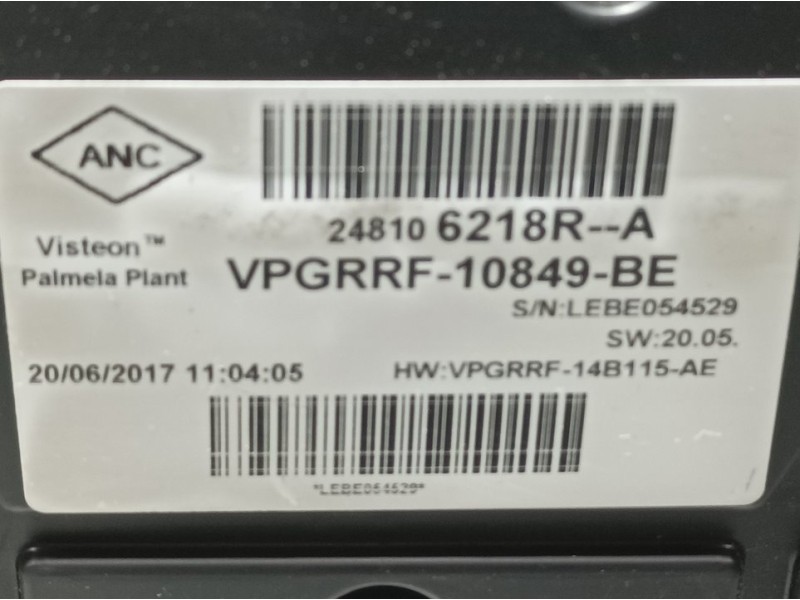 ANC
24810 6218R--A
Visteon™
Palmela Plant
VPGRRF-10849-BE
S/N:LEBE054529
SW:20.05.
20/06/2017 11:04:05
HW:VPGRRF-14B115-AE